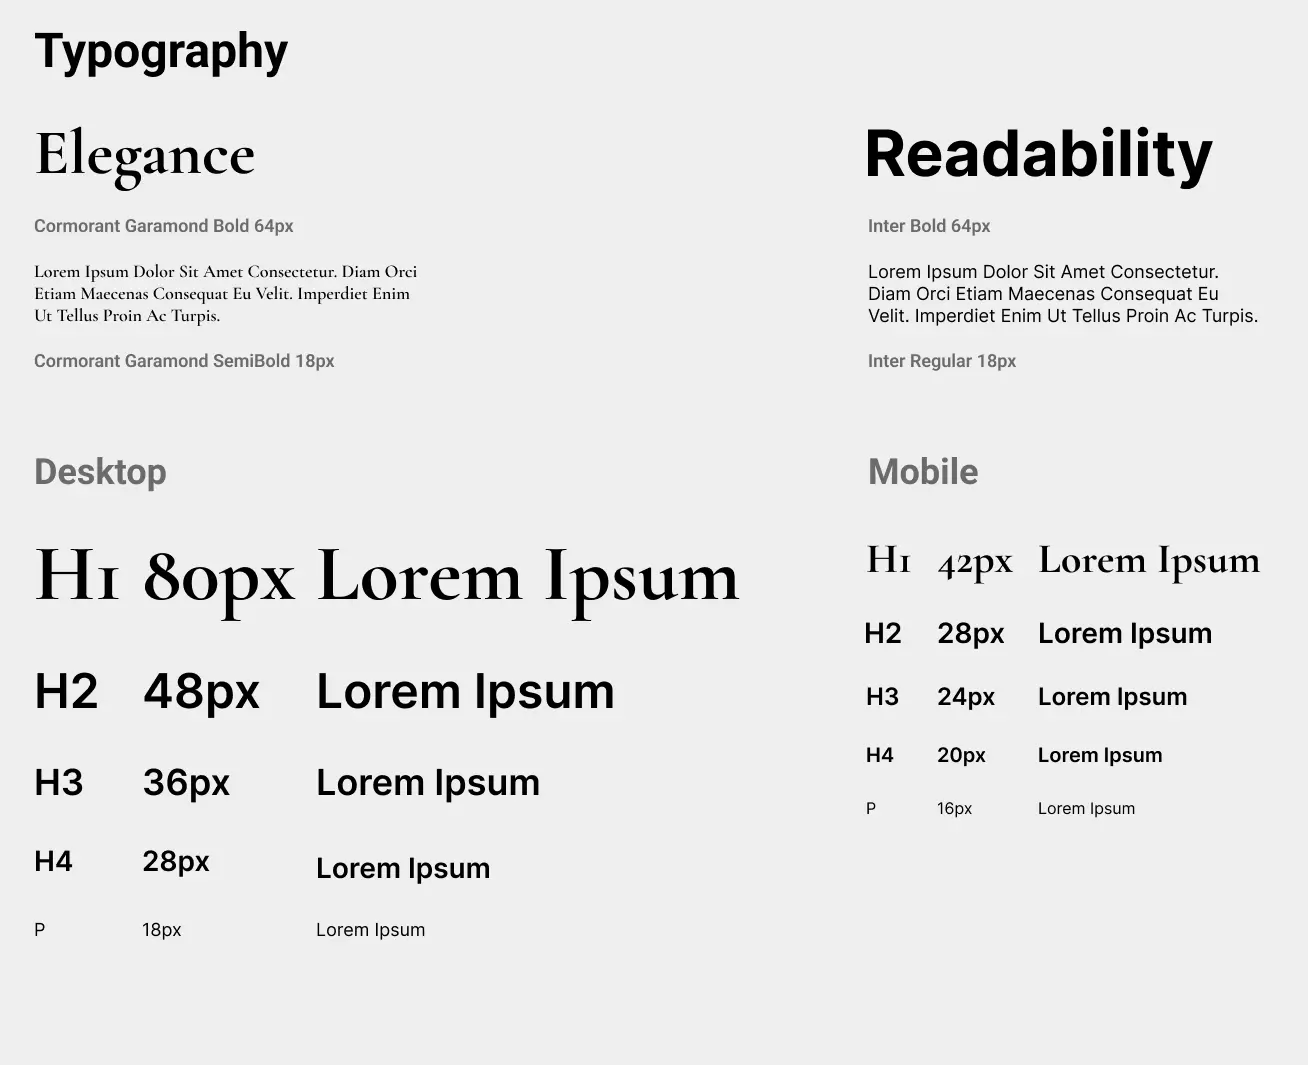 Typography
Elegance
Cormorant Garamond Bold 64px
Lorem Ipsum Dolor Sit Amet Consectetur. Diam Orci
Etiam Maecenas Consequat Eu Velit. Imperdiet Enim
Ut Tellus Proin Ac Turpis.
Cormorant Garamond SemiBold 18px
Readability
Inter Bold 64px
Lorem Ipsum Dolor Sit Amet Consectetur.
Diam Orci Etiam Maecenas Consequat Eu
Velit. Imperdiet Enim Ut Tellus Proin Ac Turpis.
Inter Regular 18px
Desktop
H1 80px Lorem Ipsum
H2 48px Lorem Ipsum
H3 36px Lorem Ipsum
H4 28px Lorem Ipsum
P 18px Lorem Ipsum
Mobile
H1 42px Lorem Ipsum
H2 28px Lorem Ipsum
H3 24px Lorem Ipsum
H4 20px Lorem Ipsum
P 16px Lorem Ipsum